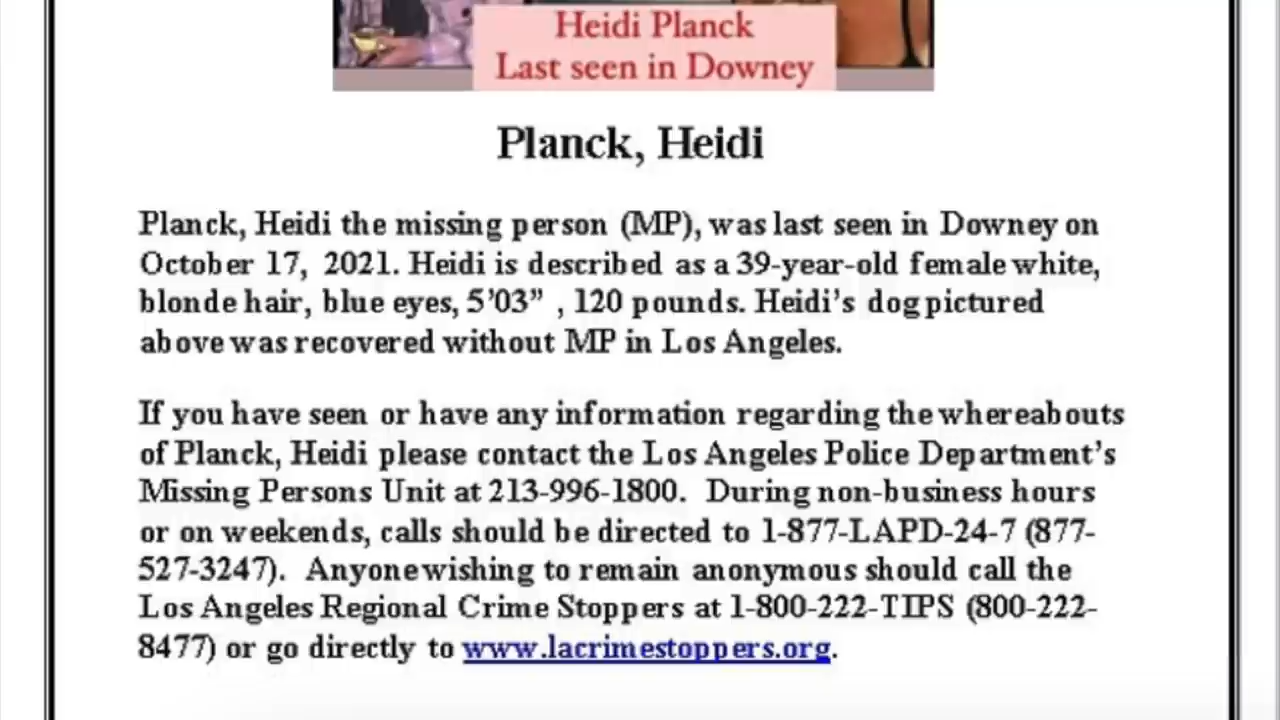 Heidi Planck
Last seen in Downey
Planck, Heidi
Planck, Heidi the missing person (MP), was last seen in Downey on
October 17, 2021. Heidi is described as a 39-year-old female white,
blonde hair, blue eyes, 5’03” , 120 pounds. Heidi’s dog pictured
above was recovered without MP in Los Angeles.
If you have seen or have any information regarding the whereabouts
of Planck, Heidi please contact the Los Angeles Police Department’s
Missing Persons Unit at 213-996-1800. During non-business hours
or on weekends, calls should be directed to 1-877-LAPD-24-7 (877-
527-3247). Anyone wishing to remain anonymous should call the
Los Angeles Regional Crime Stoppers at 1-800-222-TIPS (800-222-
8477) or go directly to www.lacrimestoppers.org.